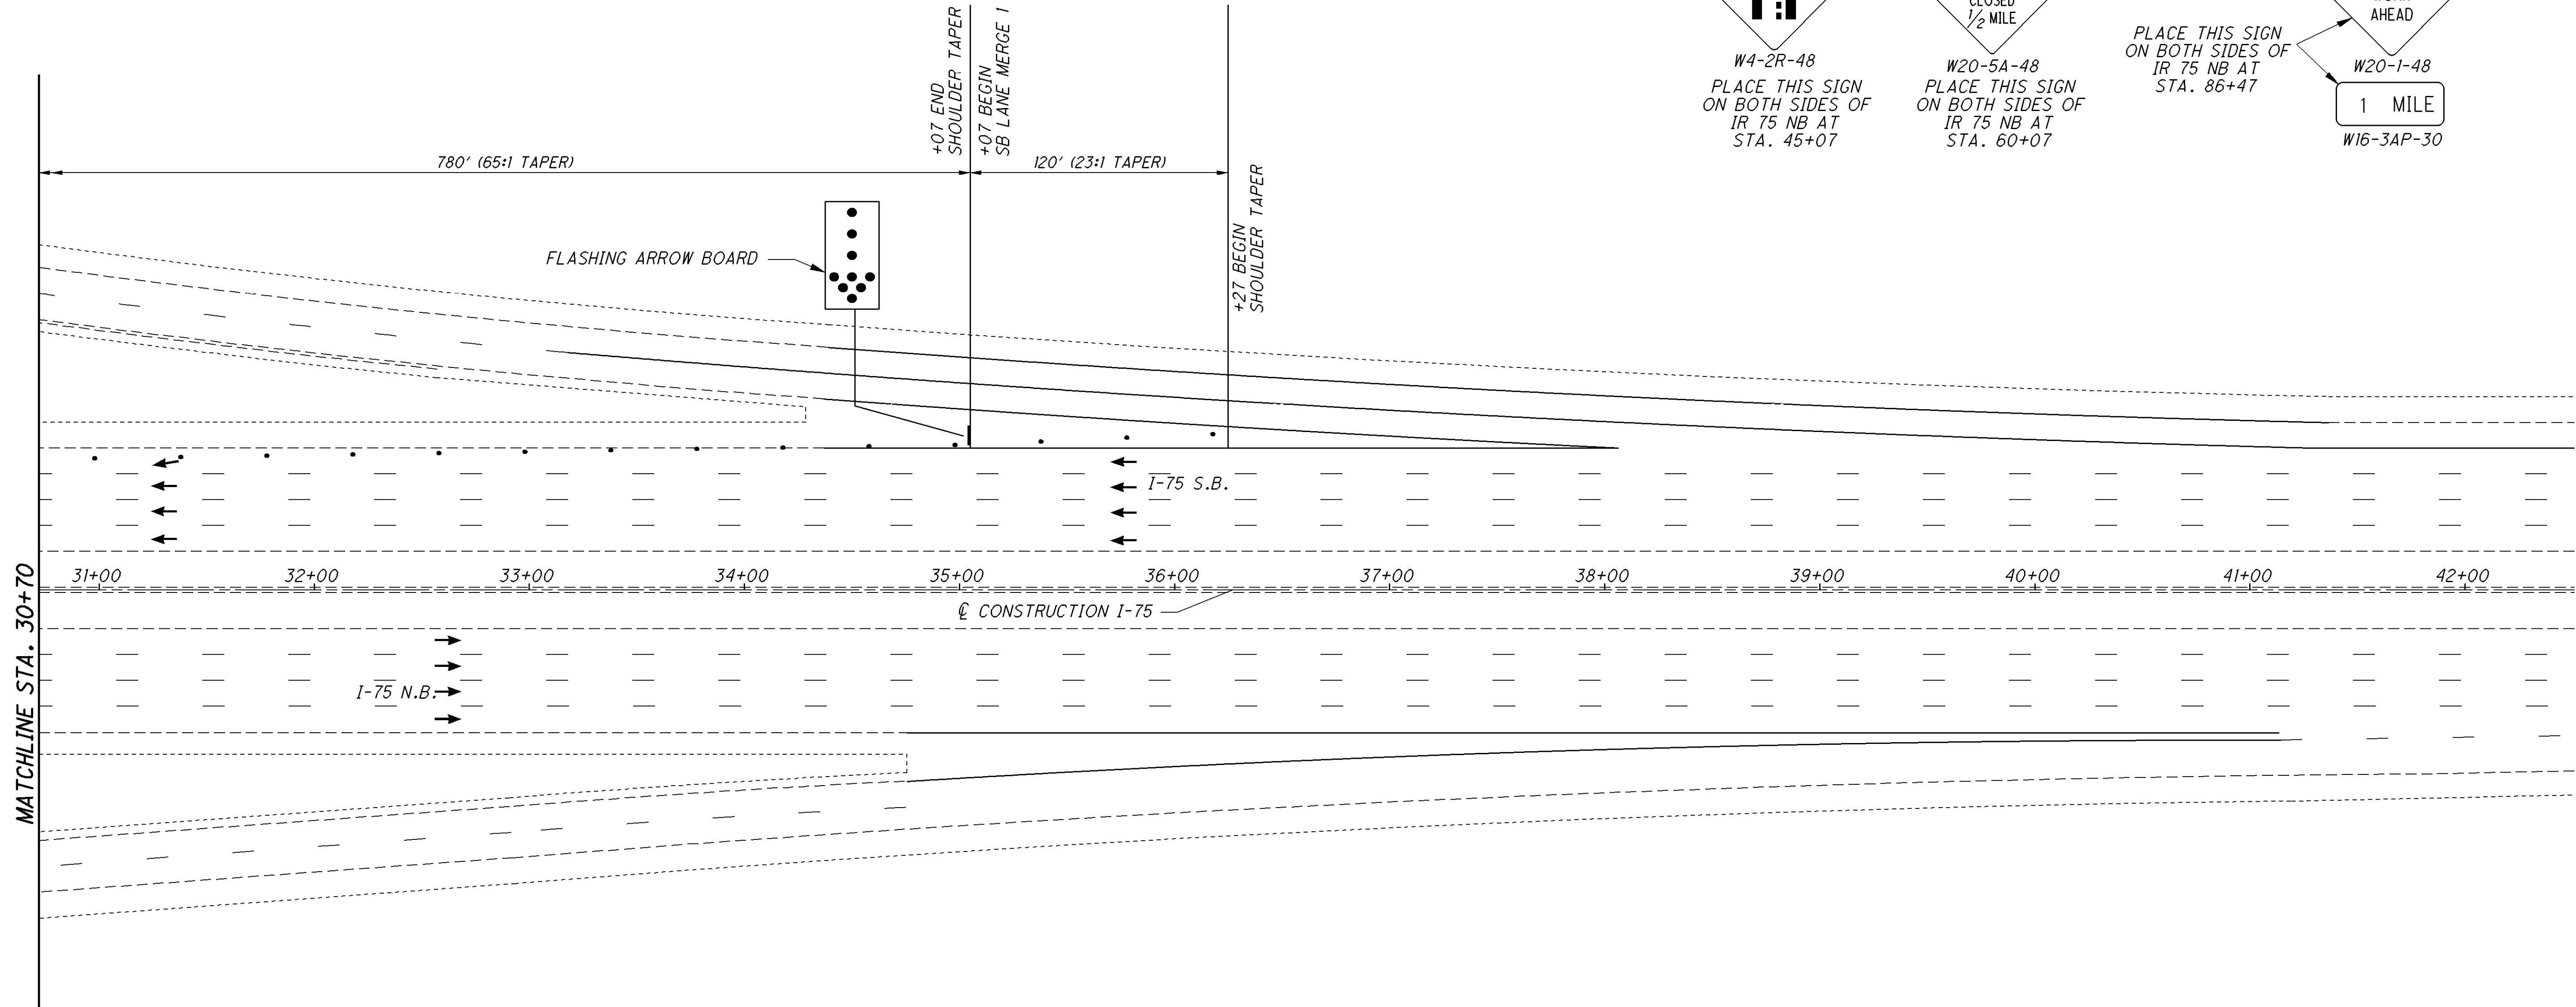 +07 END
SHOULDER TAPER
+07 BEGIN
SB LANE MERGE 1
CLOSED
1/2 MILE
AHEAD
W4-2R-48
PLACE THIS SIGN
ON BOTH SIDES OF
IR 75 NB AT
STA. 45+07
W20-5A-48
PLACE THIS SIGN
ON BOTH SIDES OF
IR 75 NB AT
STA. 60+07
PLACE THIS SIGN
ON BOTH SIDES OF
IR 75 NB AT
STA. 86+47
W20-1-48
1 MILE
W16-3AP-30
780' (65:1 TAPER)
120' (23:1 TAPER)
+27 BEGIN
SHOULDER TAPER
FLASHING ARROW BOARD
I-75 S.B.
MATCHLINE STA. 30+70
31+00 32+00 33+00 34+00 35+00 36+00 37+00 38+00 39+00 40+00 41+00 42+00
℄ CONSTRUCTION I-75
I-75 N.B.